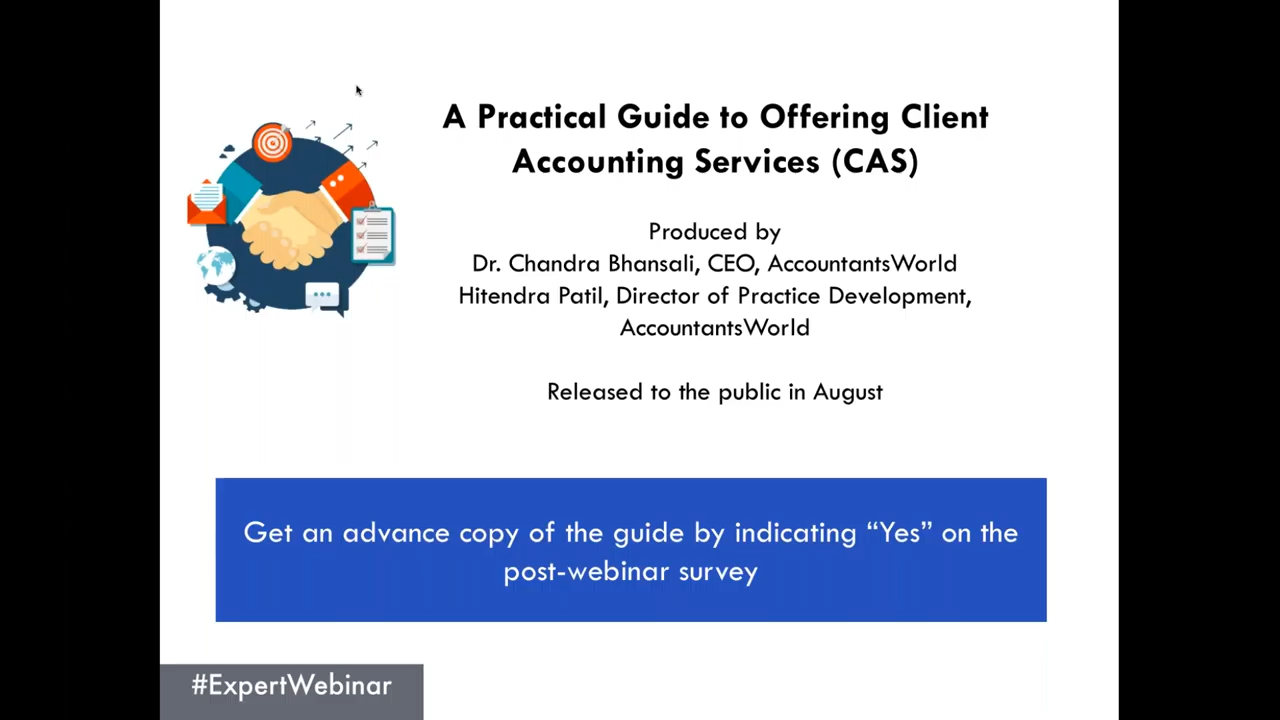 A Practical Guide to Offering Client
Accounting Services (CAS)
Produced by
Dr. Chandra Bhansali, CEO, AccountantsWorld
Hitendra Patil, Director of Practice Development,
AccountantsWorld
Released to the public in August
Get an advance copy of the guide by indicating “Yes” on the
post-webinar survey
#ExpertWebinar